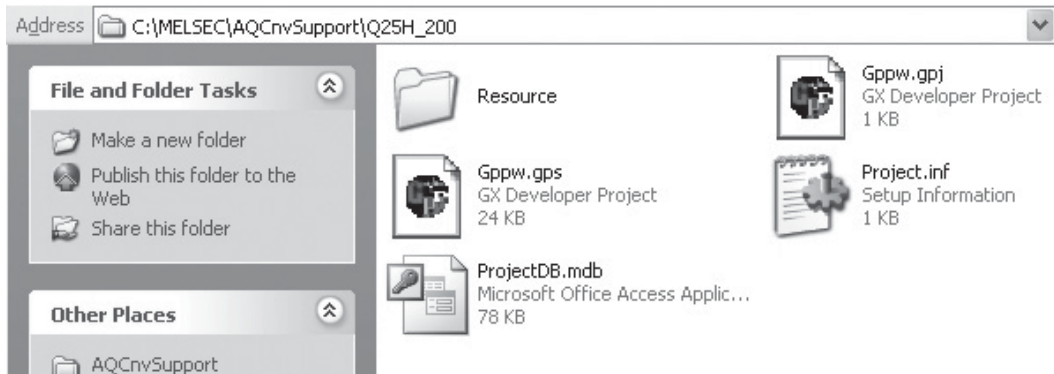 Address C:\MELSEC\AQCnvSupport\Q25H_200
File and Folder Tasks
Make a new folder
Publish this folder to the
Web
Share this folder
Other Places
AQCnvSupport
Resource
Gppw.gpj
GX Developer Project
1 KB
Gppw.gps
GX Developer Project
24 KB
Project.inf
Setup Information
1 KB
ProjectDB.mdb
Microsoft Office Access Applic...
78 KB